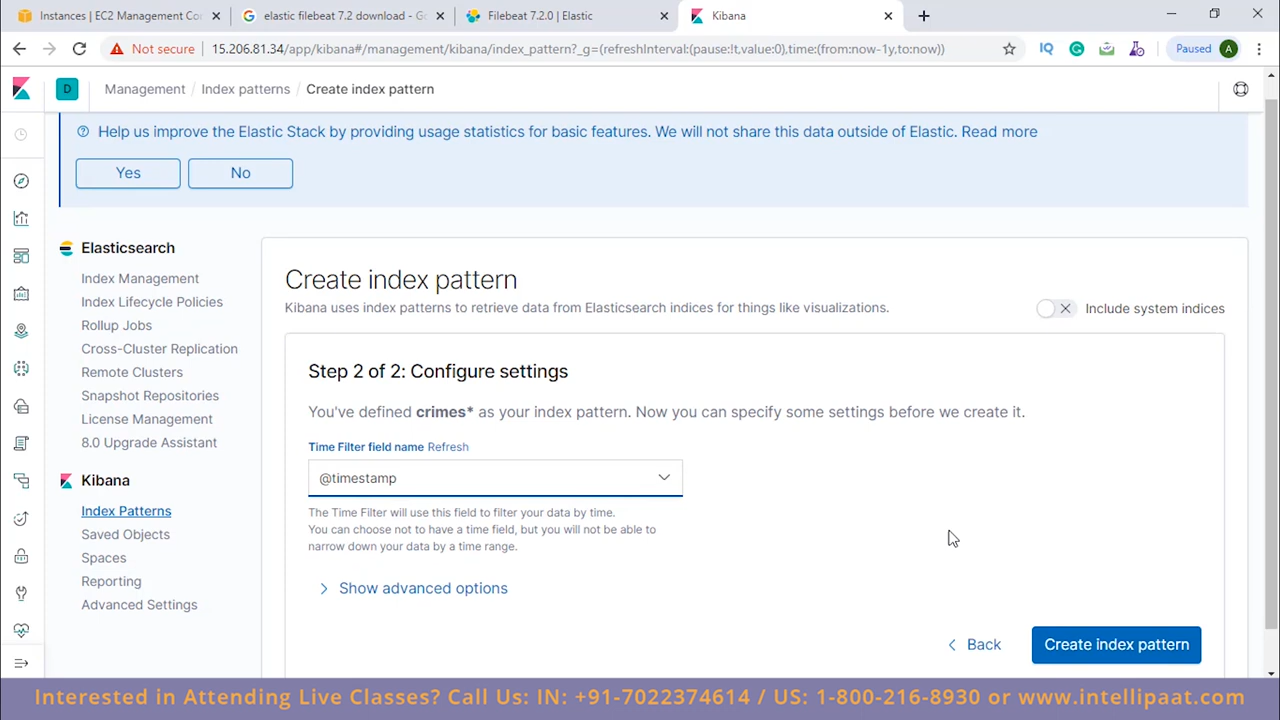 Instances | EC2 Management Con
elastic filebeat 7.2 download - Go
Filebeat 7.2.0 | Elastic
Kibana
Not secure
15.206.81.34/app/kibana#/management/kibana/index_pattern?_g=(refreshInterval:(pause:!t,value:0),time:(from:now-1y,to:now))
IQ
Paused
A
D
Management / Index patterns / Create index pattern
Help us improve the Elastic Stack by providing usage statistics for basic features. We will not share this data outside of Elastic. Read more
Yes
No
Elasticsearch
Index Management
Index Lifecycle Policies
Rollup Jobs
Cross-Cluster Replication
Remote Clusters
Snapshot Repositories
License Management
8.0 Upgrade Assistant
Kibana
Index Patterns
Saved Objects
Spaces
Reporting
Advanced Settings
Create index pattern
Kibana uses index patterns to retrieve data from Elasticsearch indices for things like visualizations.
Include system indices
Step 2 of 2: Configure settings
You've defined crimes* as your index pattern. Now you can specify some settings before we create it.
Time Filter field name Refresh
@timestamp
The Time Filter will use this field to filter your data by time.
You can choose not to have a time field, but you will not be able to
narrow down your data by a time range.
Show advanced options
Back
Create index pattern
Interested in Attending Live Classes? Call Us: IN: +91-7022374614 / US: 1-800-216-8930 or www.intellipaat.com